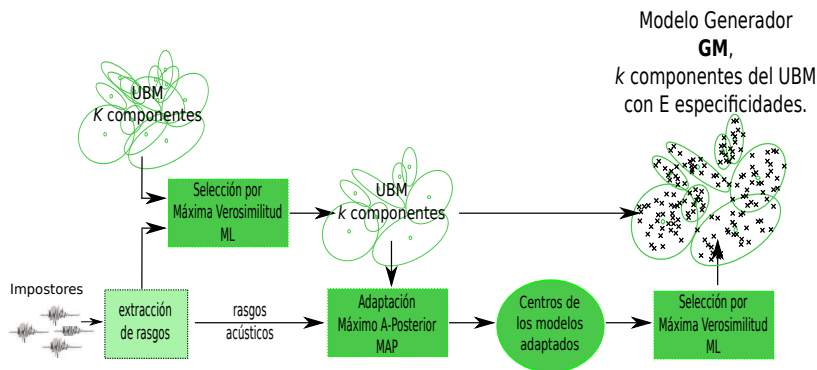 Modelo Generador
GM,
k componentes del UBM
con E especificidades.
UBM
K componentes
Selección por
Máxima Verosimilitud
ML
UBM
k componentes
Impostores
extracción
de rasgos
rasgos
acústicos
Adaptación
Máximo A-Posterior
MAP
Centros de
los modelos
adaptados
Selección por
Máxima Verosimilitud
ML